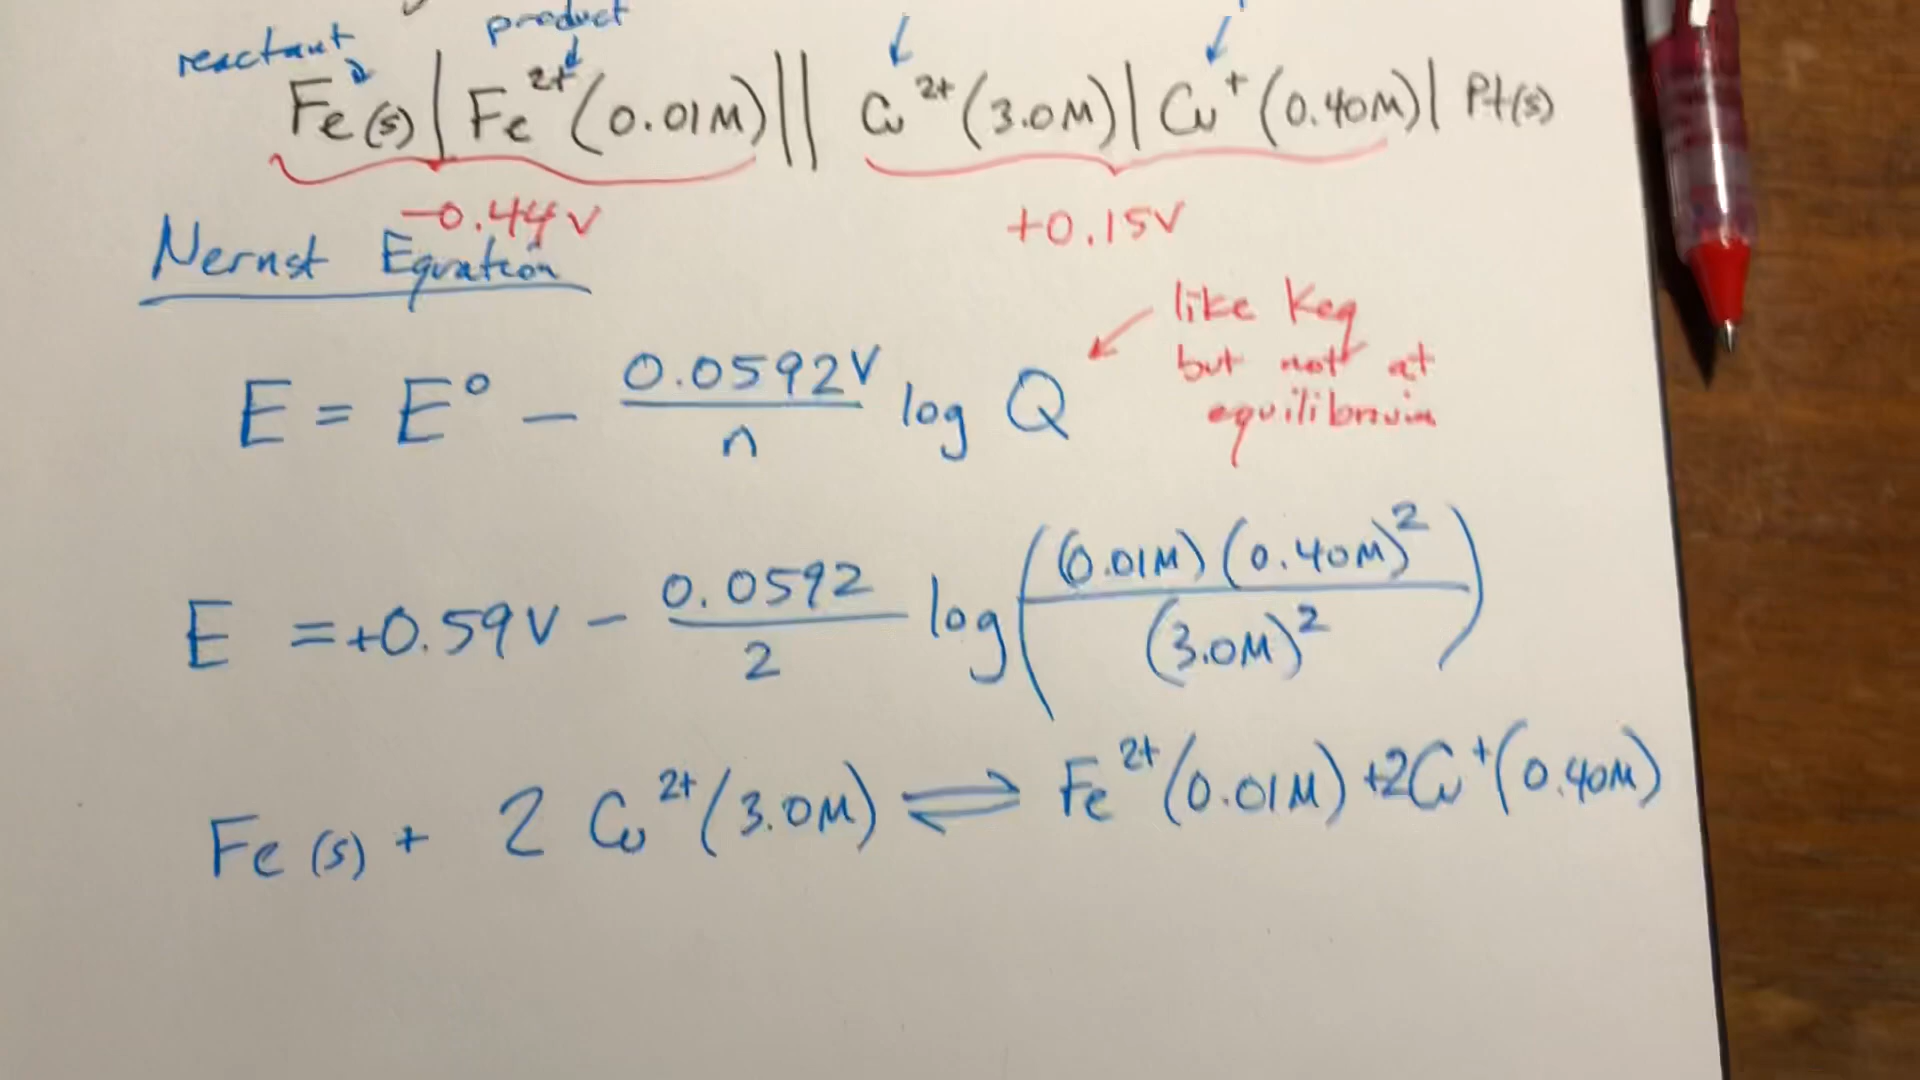 reactant product
Fe(s) | Fe²⁺ (0.01M) || Cu²⁺ (3.0M) | Cu⁺ (0.40M) | Pt(s)
-0.44V +0.15V
Nernst Equation
E = E° - 0.0592V / n log Q
like Keq
but not at
equilibrium
E = +0.59V - 0.0592 / 2 log ( (0.01M) (0.40M)² / (3.0M)² )
Fe(s) + 2 Cu²⁺ (3.0M) ⇌ Fe²⁺ (0.01M) + 2Cu⁺ (0.40M)